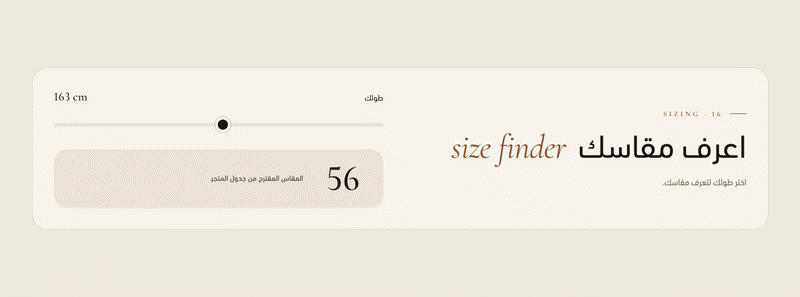 SIZING · 16
اعرف مقاسك size finder
اختر طولك لتعرف مقاسك.
طولك
163 cm
56
المقاس المقترح من جدول المتجر